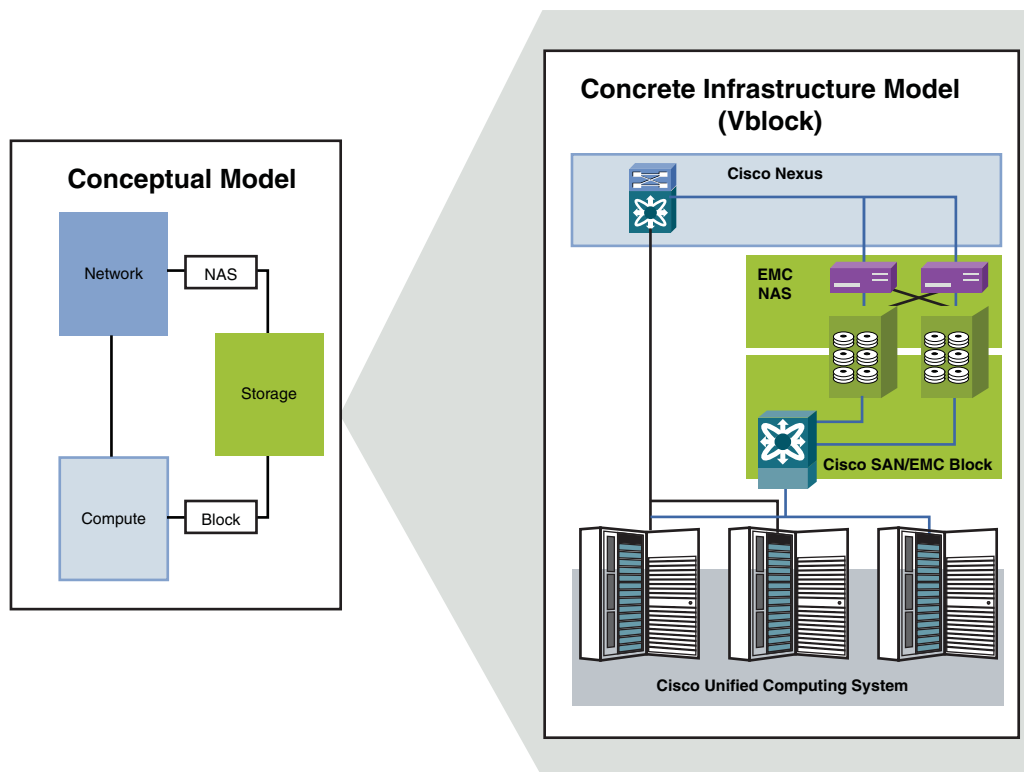 Conceptual Model
Network
NAS
Storage
Compute
Block
Concrete Infrastructure Model
(Vblock)
Cisco Nexus
EMC
NAS
Cisco SAN/EMC Block
Cisco Unified Computing System